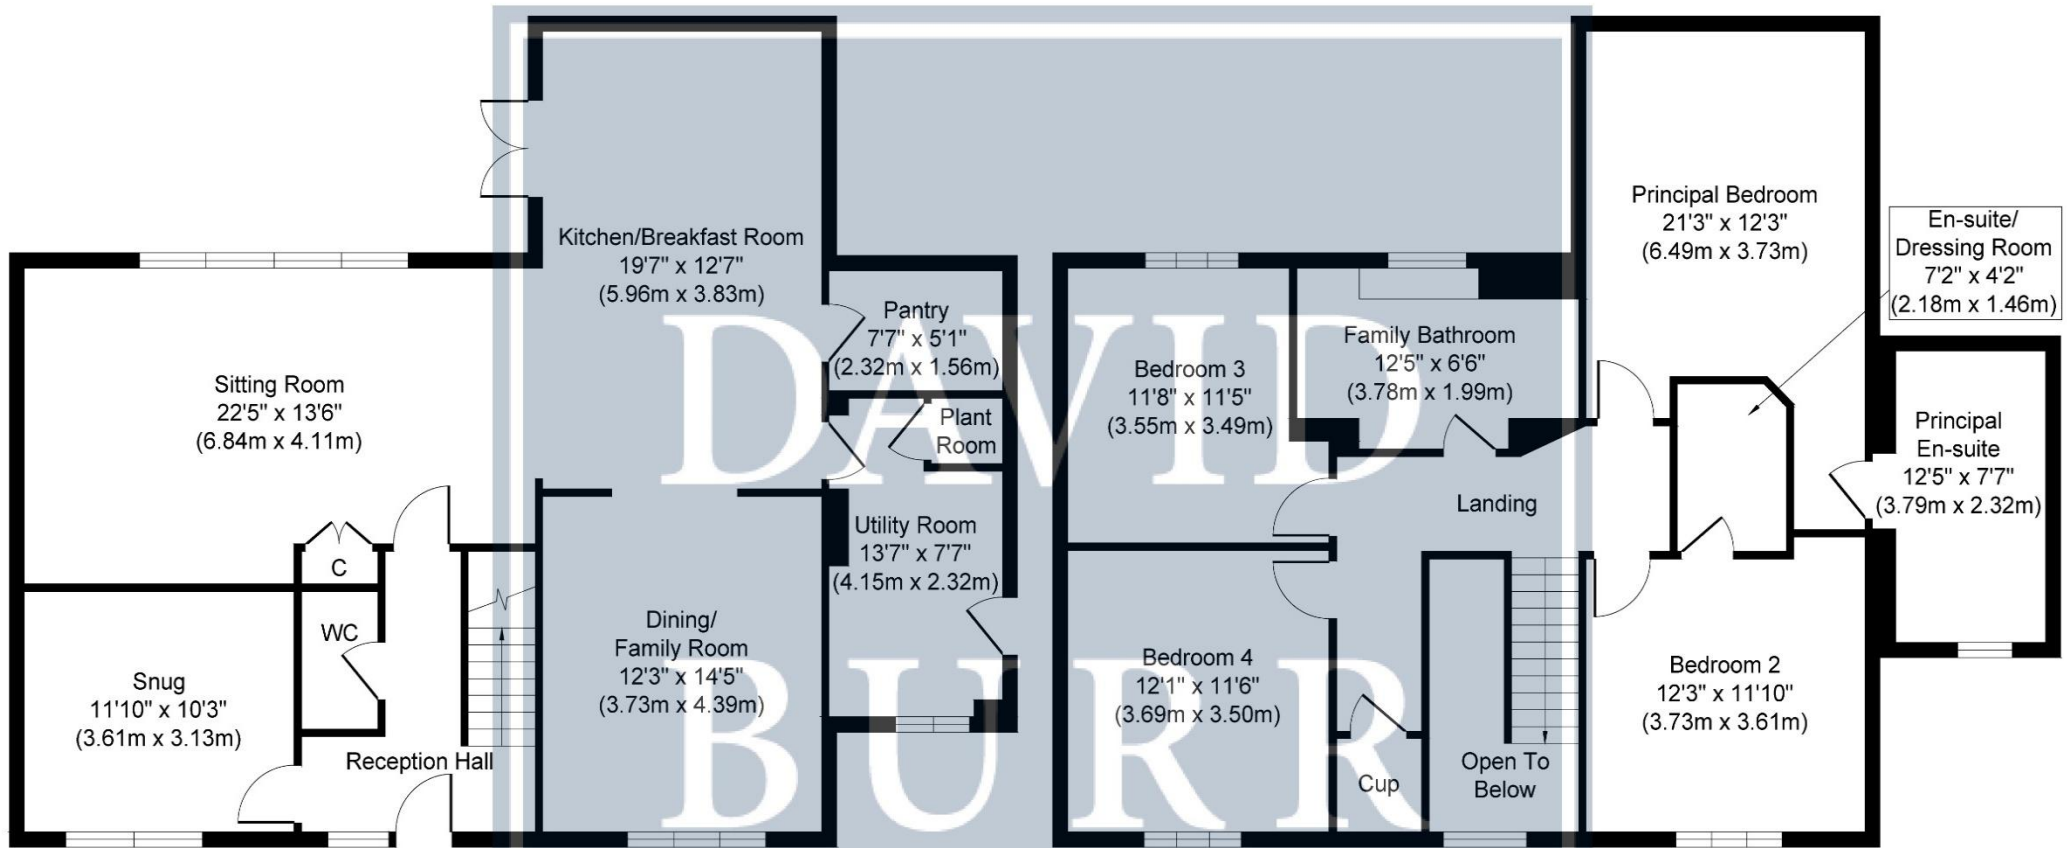 Kitchen/Breakfast Room
19'7" x 12'7"
(5.96m x 3.83m)
Pantry
7'7" x 5'1"
(2.32m x 1.56m)
Plant
Room
Sitting Room
22'5" x 13'6"
(6.84m x 4.11m)
C
WC
Utility Room
13'7" x 7'7"
(4.15m x 2.32m)
Dining/
Family Room
12'3" x 14'5"
(3.73m x 4.39m)
Snug
11'10" x 10'3"
(3.61m x 3.13m)
Reception Hall
Principal Bedroom
21'3" x 12'3"
(6.49m x 3.73m)
En-suite/
Dressing Room
7'2" x 4'2"
(2.18m x 1.46m)
Family Bathroom
12'5" x 6'6"
(3.78m x 1.99m)
Bedroom 3
11'8" x 11'5"
(3.55m x 3.49m)
Principal
En-suite
12'5" x 7'7"
(3.79m x 2.32m)
Landing
Bedroom 4
12'1" x 11'6"
(3.69m x 3.50m)
Bedroom 2
12'3" x 11'10"
(3.73m x 3.61m)
Cup
Open To
Below
DAVID
BURR